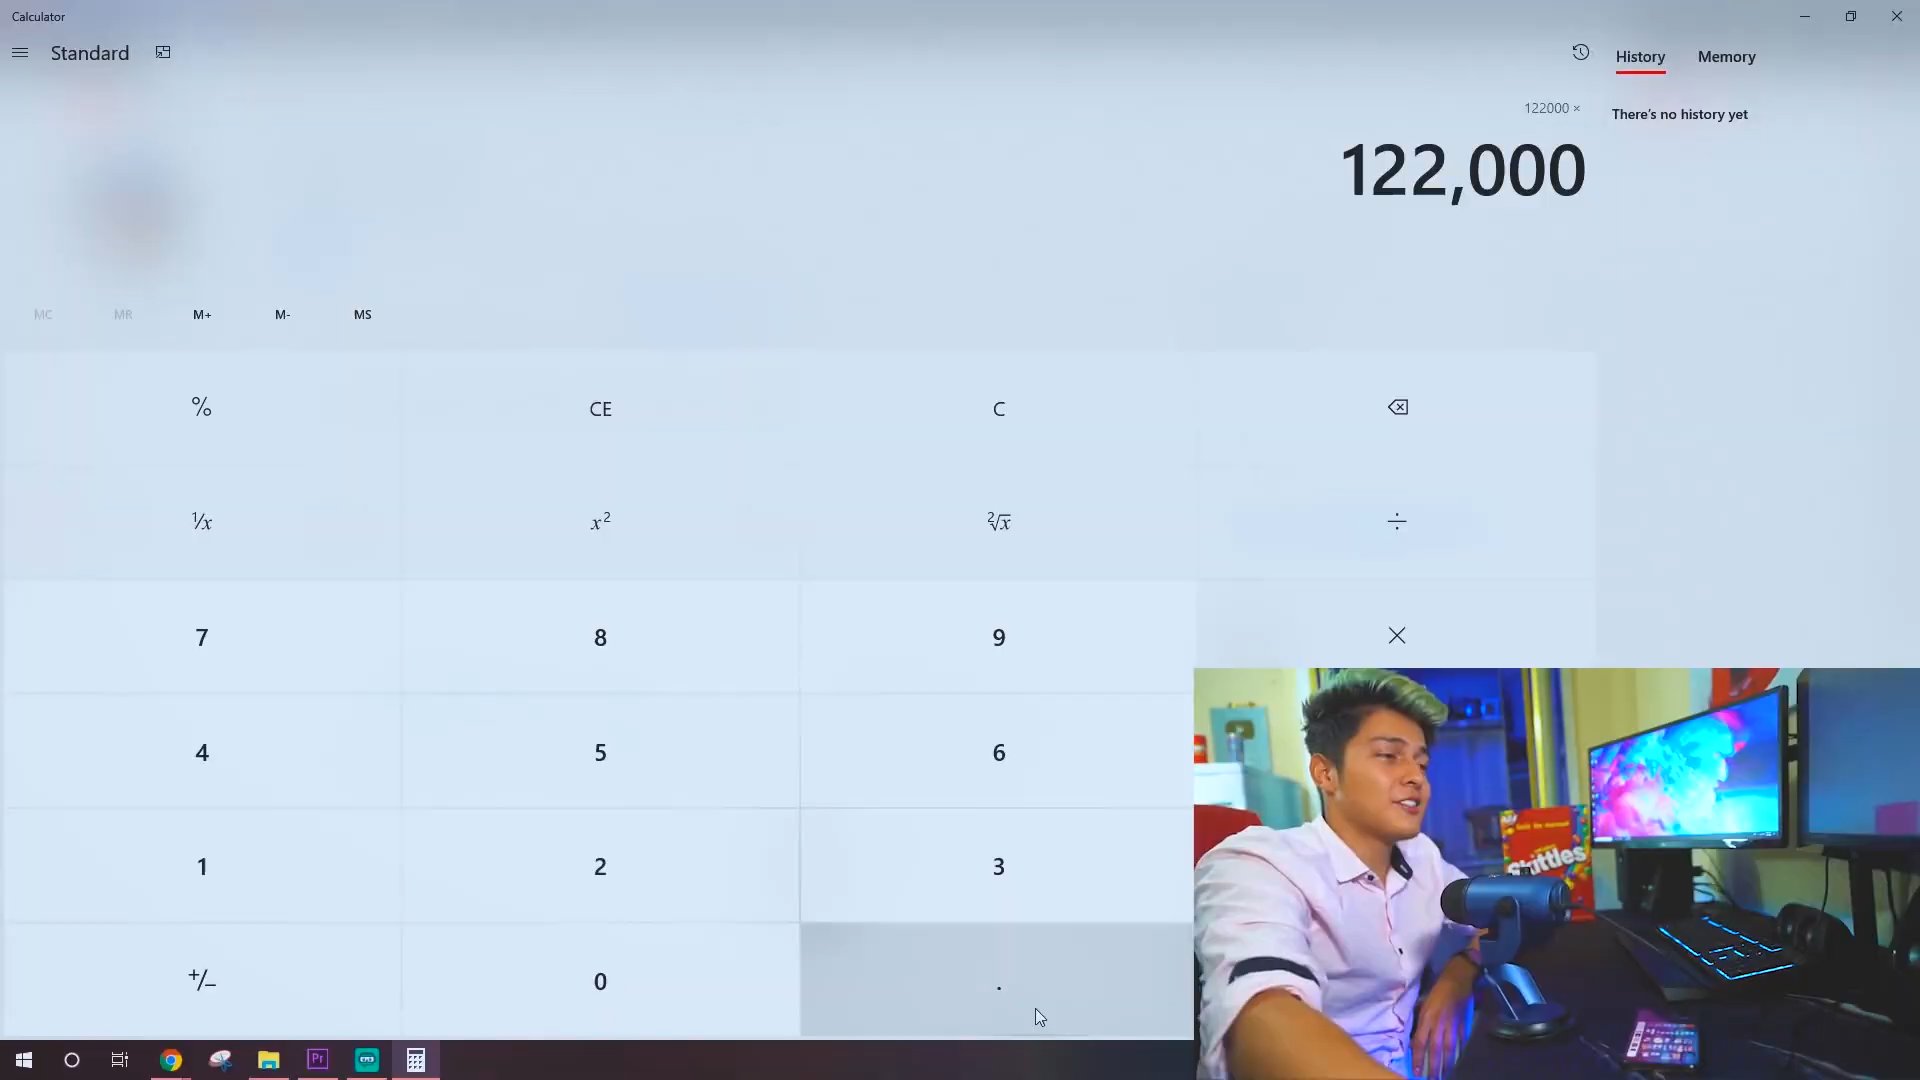 Calculator
Standard
History
Memory
122000 ×
There's no history yet
122,000
MC
MR
M+
M-
MS
%
CE
C
¹/x
x²
²√x
÷
7
8
9
×
4
5
6
1
2
3
+/−
0
.
Skittles
Pr